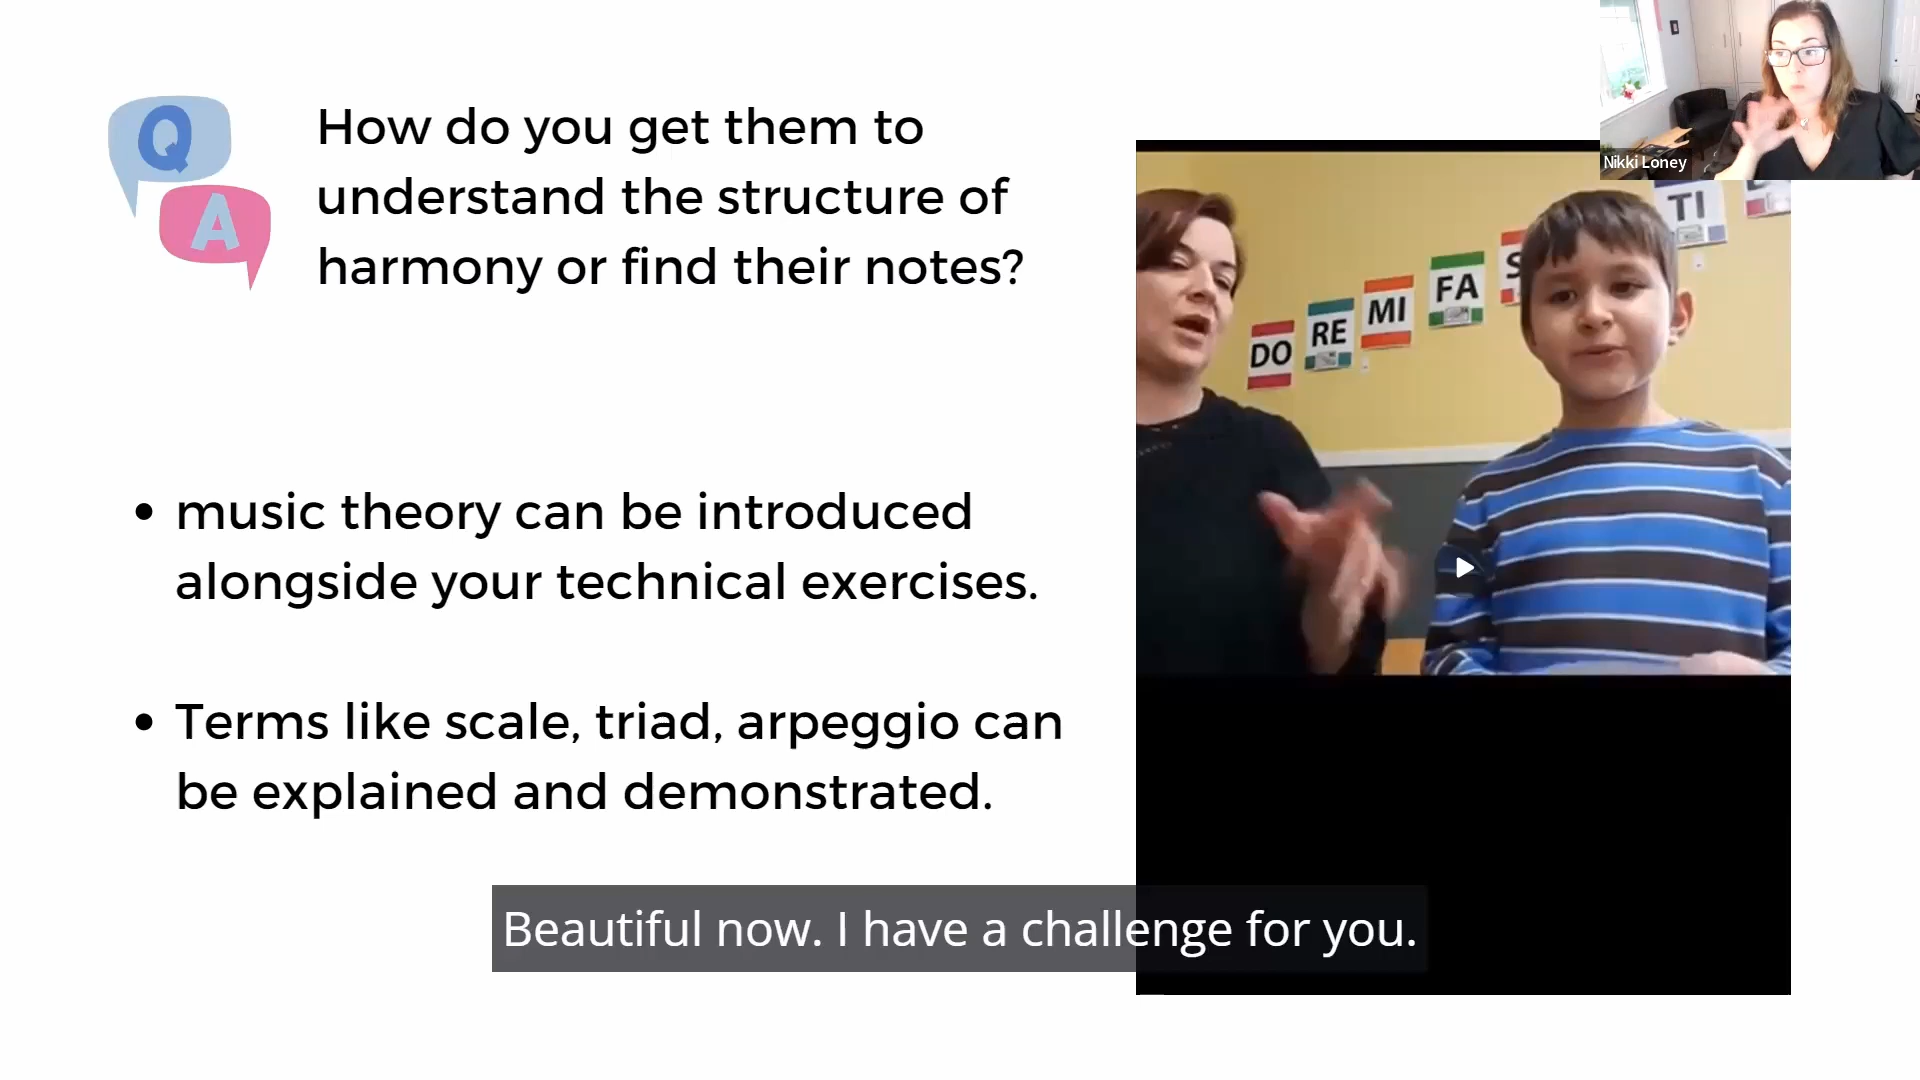 Q
A
How do you get them to
understand the structure of
harmony or find their notes?
Nikki Loney
DO
RE
MI
FA
S
TI
• music theory can be introduced
alongside your technical exercises.
• Terms like scale, triad, arpeggio can
be explained and demonstrated.
Beautiful now. I have a challenge for you.